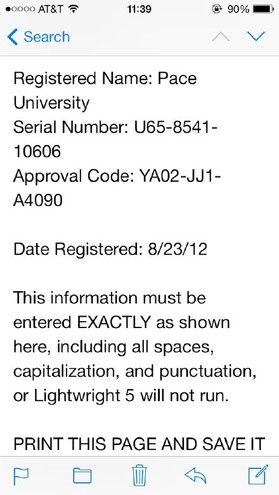 AT&T 11:39 90%
Search
Registered Name: Pace
University
Serial Number: U65-8541-
10606
Approval Code: YA02-JJ1-
A4090
Date Registered: 8/23/12
This information must be
entered EXACTLY as shown
here, including all spaces,
capitalization, and punctuation,
or Lightwright 5 will not run.
PRINT THIS PAGE AND SAVE IT